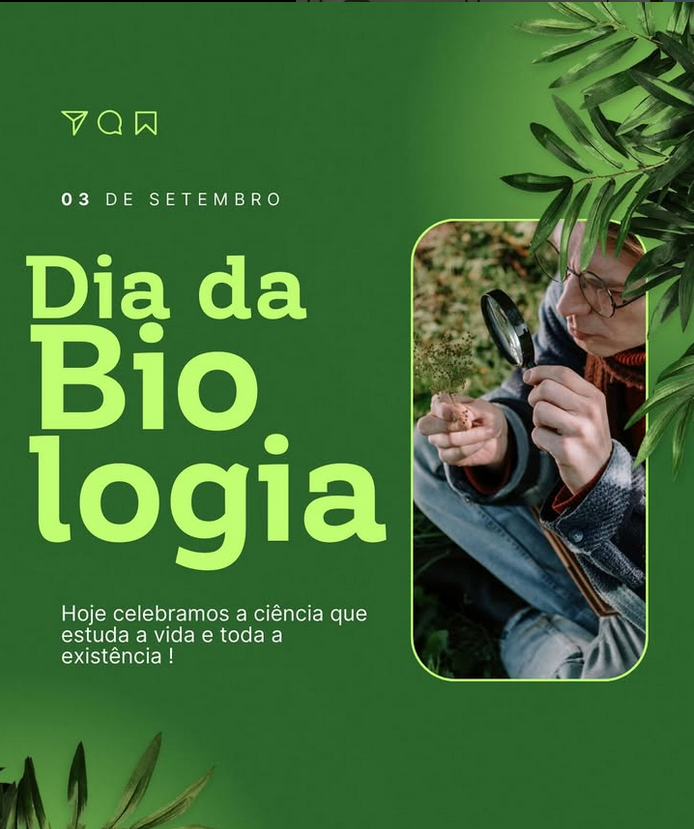 03 DE SETEMBRO
Dia da
Bio
logia
Hoje celebramos a ciência que
estuda a vida e toda a
existência !